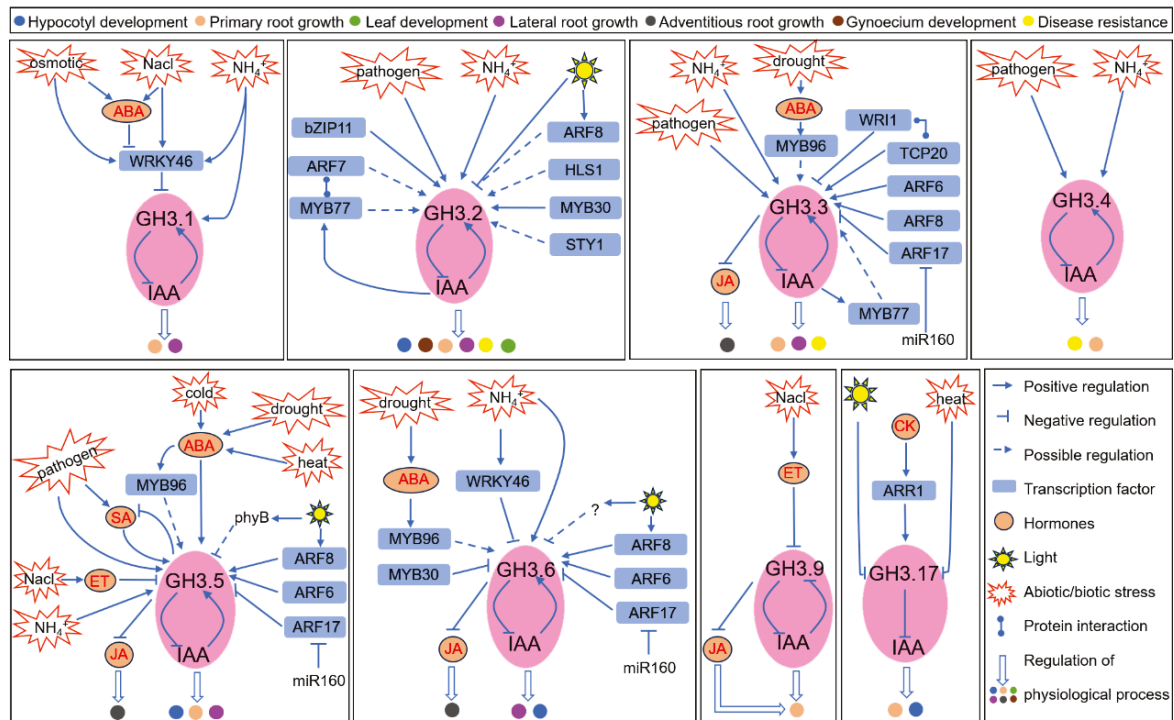 Hypocotyl development Primary root growth Leaf development Lateral root growth Adventitious root growth Gynoecium development Disease resistance
osmotic Nacl NH₄⁺
ABA
WRKY46
GH3.1
IAA
pathogen NH₄⁺
bZIP11 ARF8
ARF7 HLS1
MYB77 GH3.2 MYB30
STY1
IAA
NH₄⁺ drought
pathogen ABA WRI1
MYB96 TCP20
ARF6
GH3.3 ARF8
ARF17
JA IAA
MYB77
miR160
pathogen NH₄⁺
GH3.4
IAA
cold
drought
ABA
heat
pathogen MYB96
SA phyB
ARF8
Nacl ET GH3.5 ARF6
NH₄⁺ ARF17
JA IAA
miR160
drought NH₄⁺
ABA WRKY46 ?
MYB96 ARF8
MYB30 GH3.6 ARF6
ARF17
JA IAA
miR160
Nacl
ET
GH3.9
JA IAA
heat
CK
ARR1
GH3.17
IAA
Positive regulation
Negative regulation
Possible regulation
Transcription factor
Hormones
Light
Abiotic/biotic stress
Protein interaction
Regulation of
physiological process